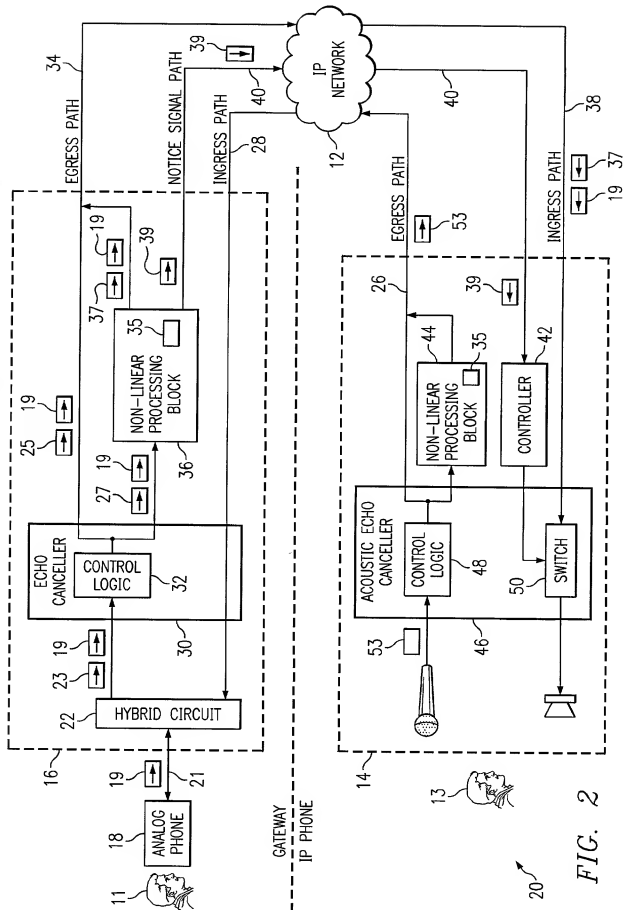 34
EGRESS PATH
39
NOTICE SIGNAL PATH
40
INGRESS PATH
28
IP
NETWORK
12
40
38
16
25
19
37
19
39
35
NON-LINEAR
PROCESSING
BLOCK
36
27
19
ECHO
CANCELLER
CONTROL
LOGIC
32
30
23
19
22
HYBRID CIRCUIT
19
21
18
ANALOG
PHONE
11
GATEWAY
IP PHONE
EGRESS PATH
53
26
44
NON-LINEAR
PROCESSING
BLOCK
35
39
42
CONTROLLER
INGRESS PATH
19
37
ACOUSTIC ECHO
CANCELLER
CONTROL
LOGIC
48
50
SWITCH
46
53
14
13
20
FIG. 2